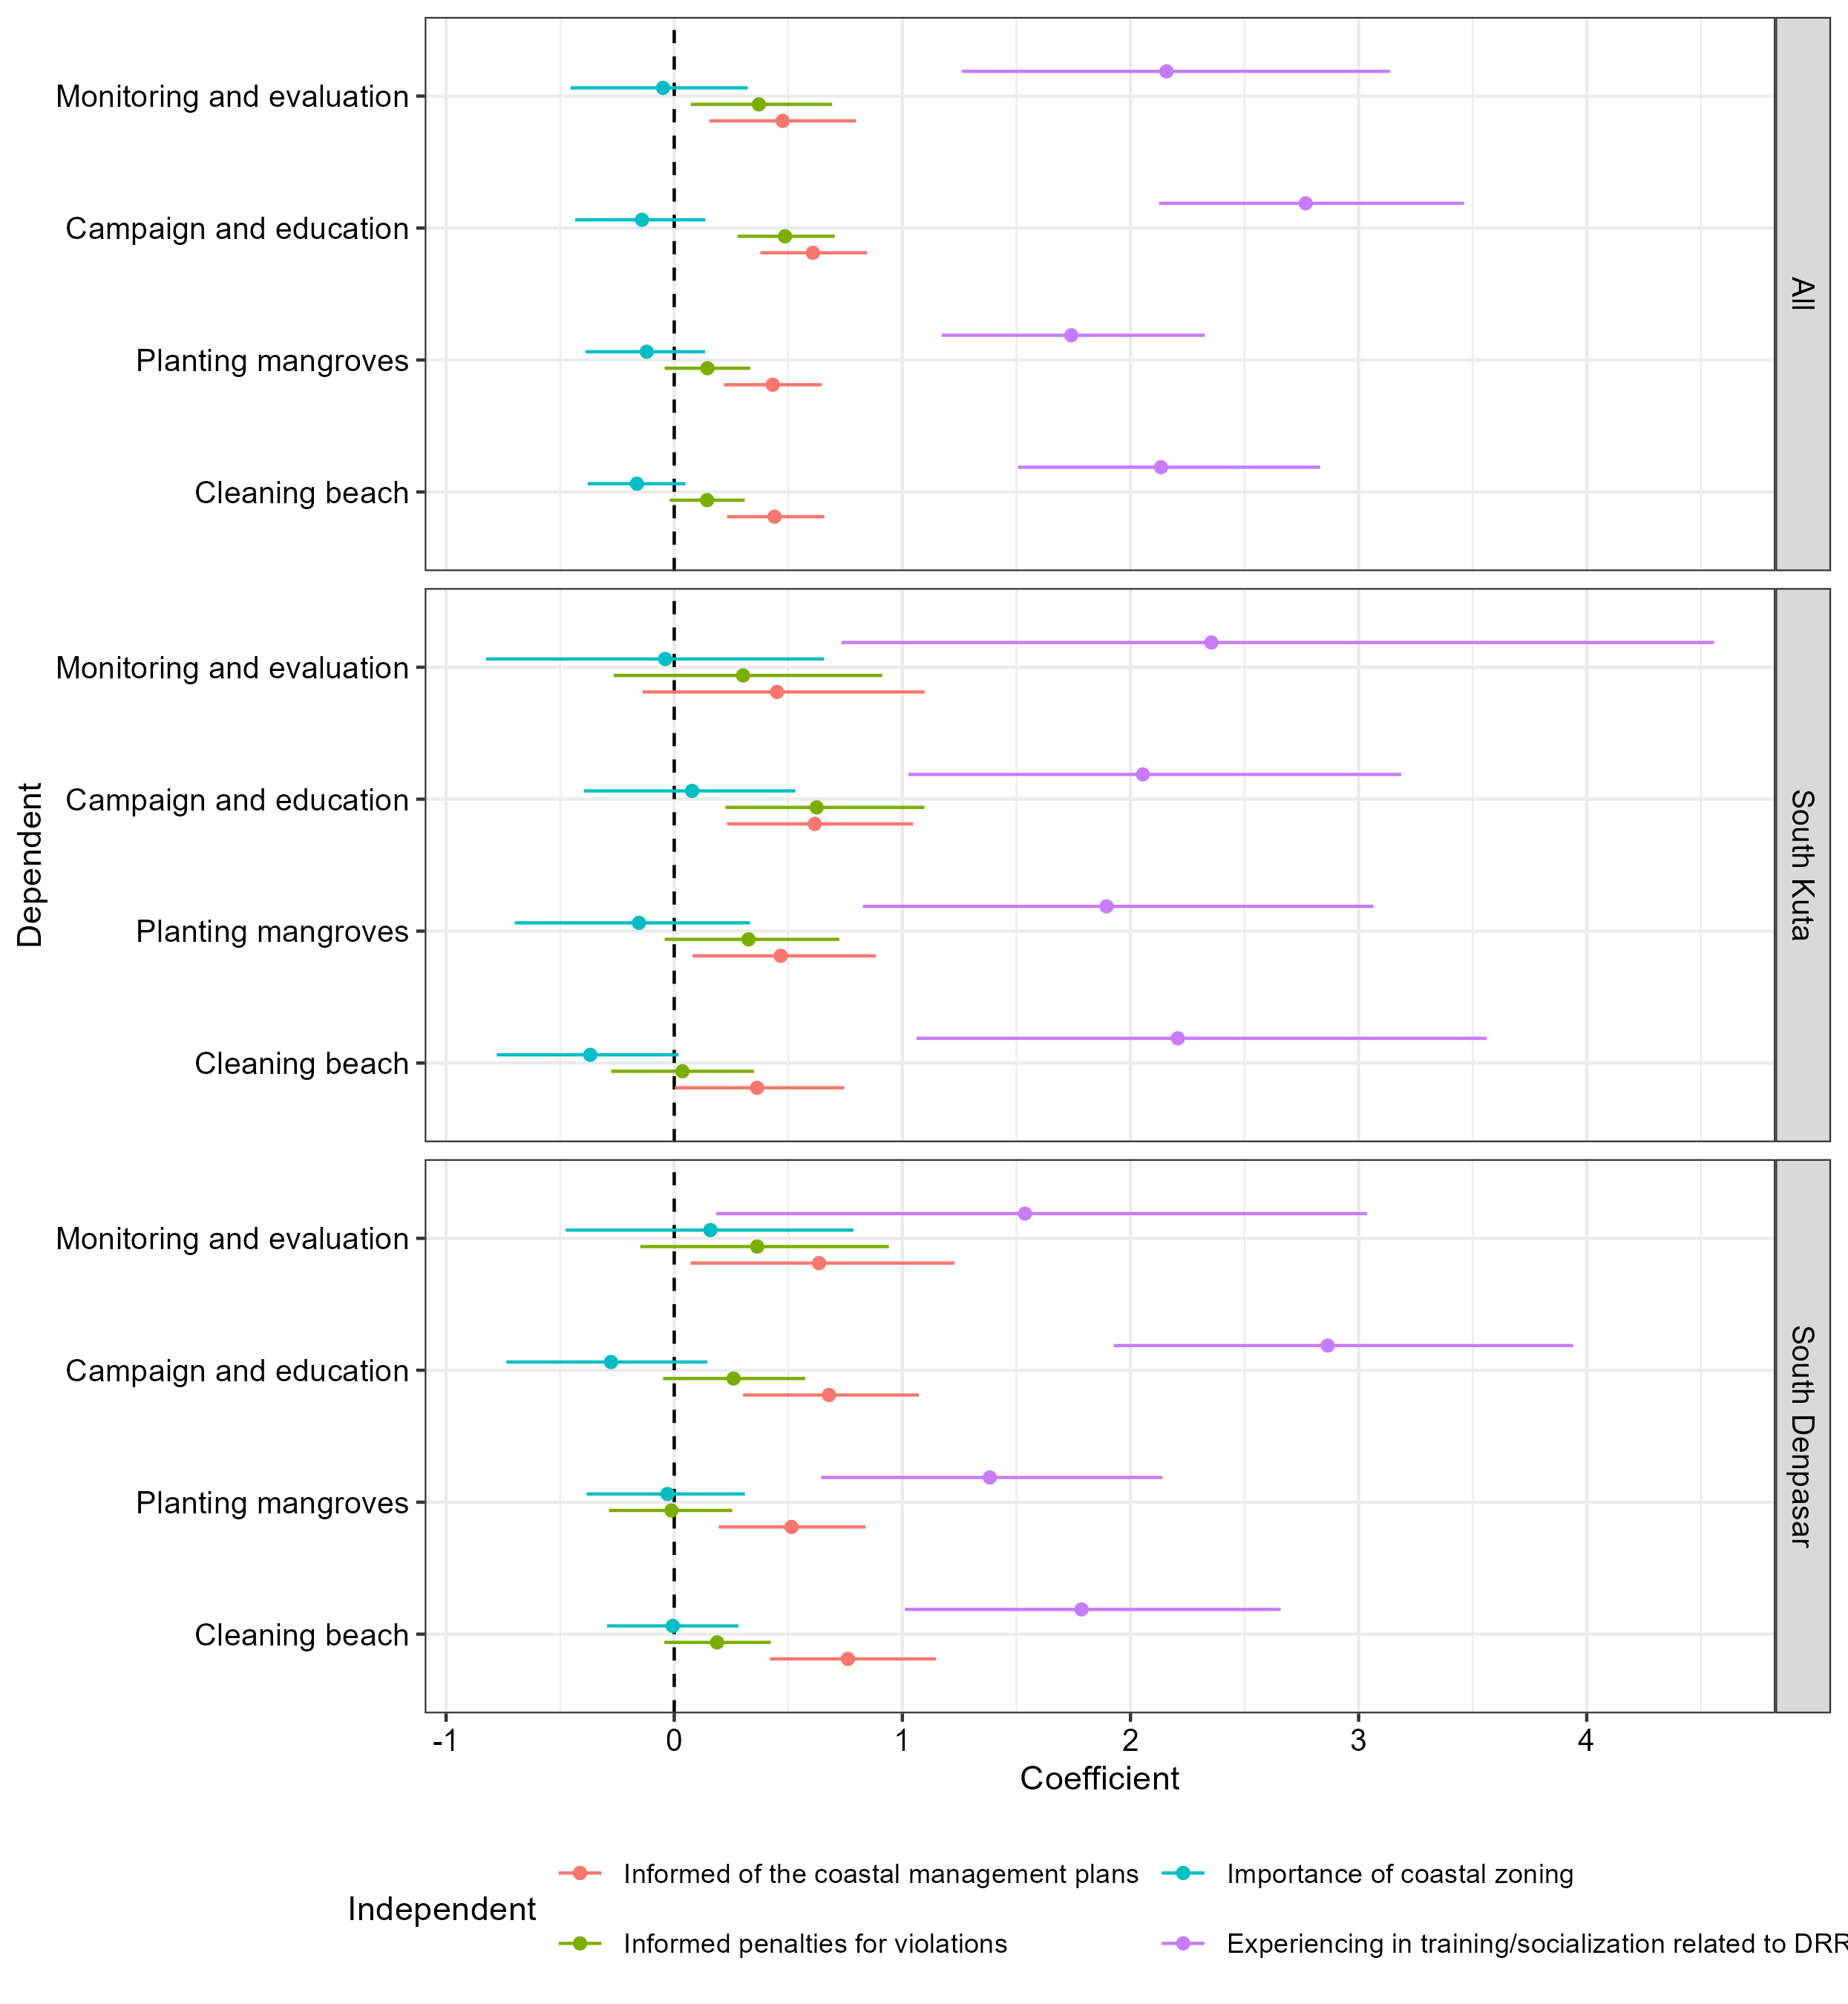 Dependent
Monitoring and evaluation
Campaign and education
Planting mangroves
Cleaning beach
All
Monitoring and evaluation
Campaign and education
Planting mangroves
Cleaning beach
South Kuta
Monitoring and evaluation
Campaign and education
Planting mangroves
Cleaning beach
South Denpasar
-1 0 1 2 3 4
Coefficient
Independent
Informed of the coastal management plans
Informed penalties for violations
Importance of coastal zoning
Experiencing in training/socialization related to DRR